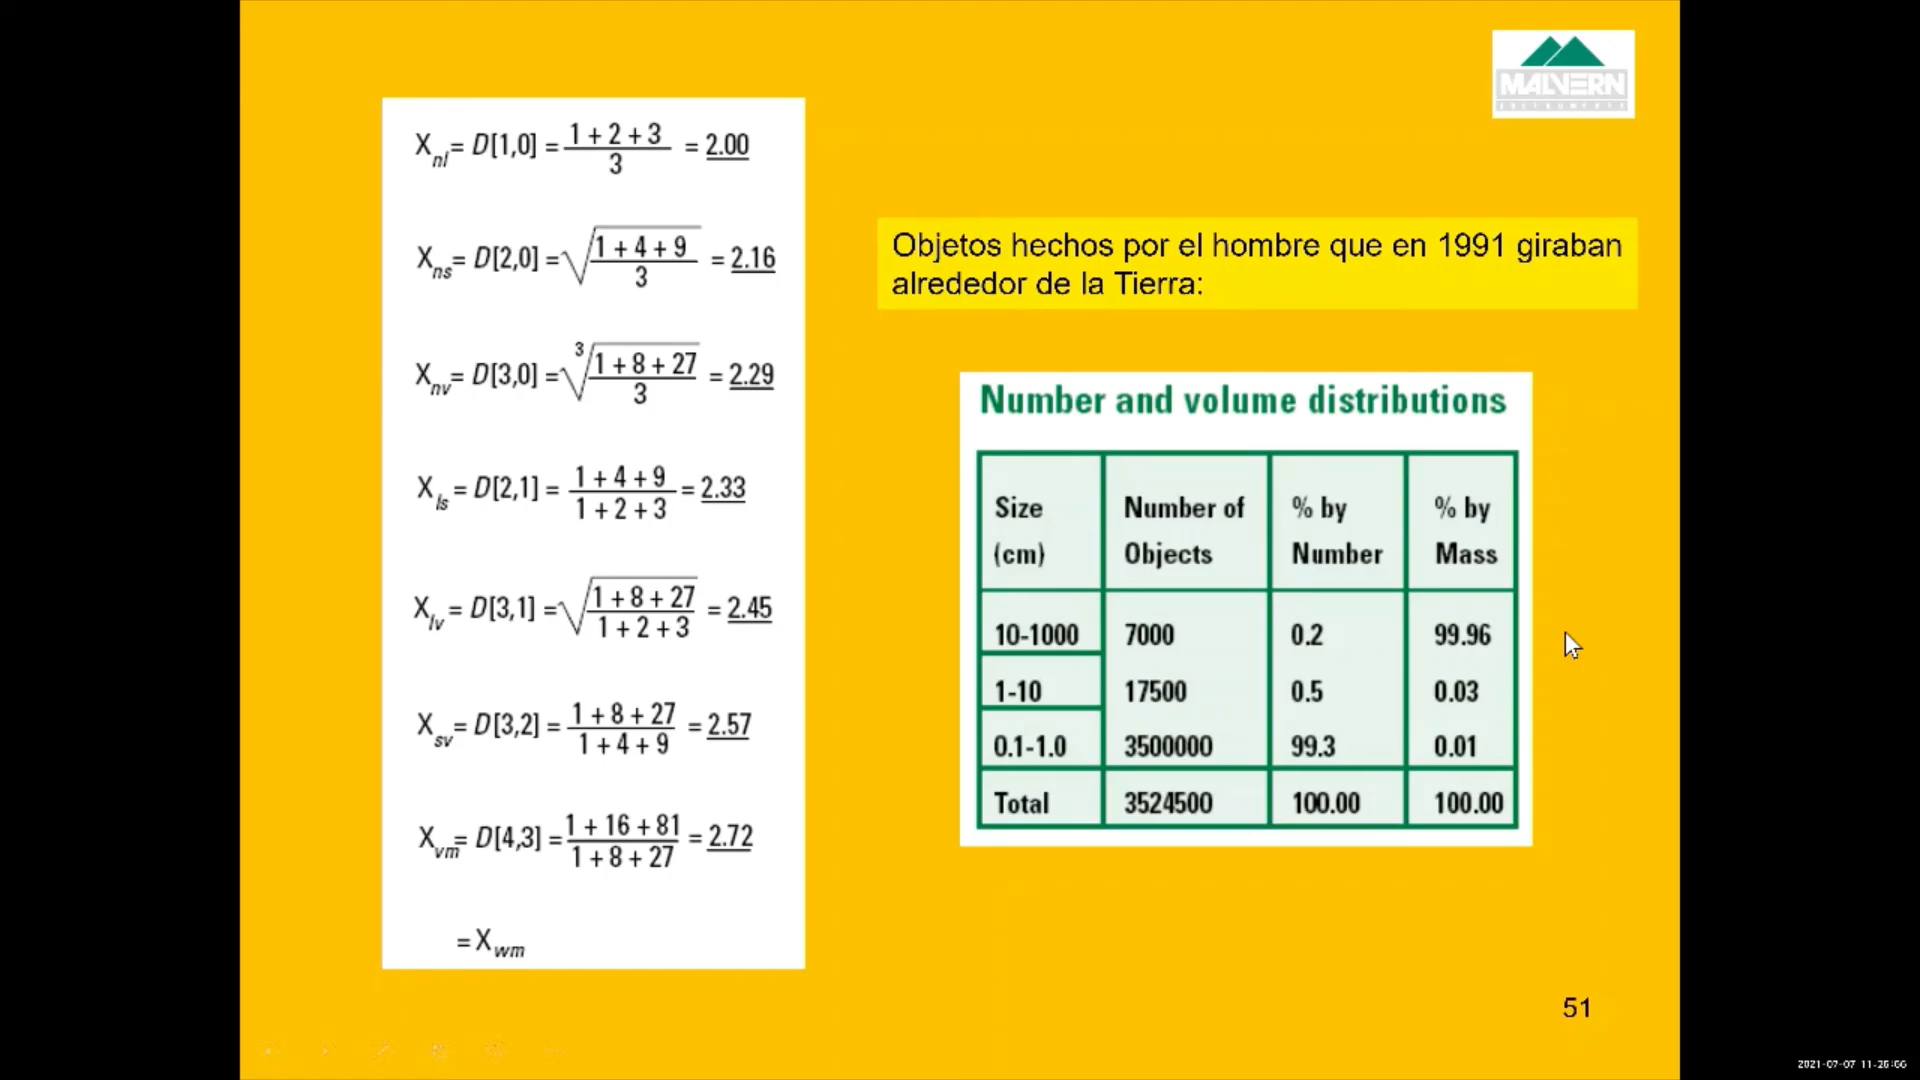 MALVERN
INSTRUMENTS
X_nl = D[1,0] = (1 + 2 + 3) / 3 = 2.00
X_ns = D[2,0] = √((1 + 4 + 9) / 3) = 2.16
X_nv = D[3,0] = ³√((1 + 8 + 27) / 3) = 2.29
X_ls = D[2,1] = (1 + 4 + 9) / (1 + 2 + 3) = 2.33
X_lv = D[3,1] = √((1 + 8 + 27) / (1 + 2 + 3)) = 2.45
X_sv = D[3,2] = (1 + 8 + 27) / (1 + 4 + 9) = 2.57
X_vm = D[4,3] = (1 + 16 + 81) / (1 + 8 + 27) = 2.72
= X_wm
Objetos hechos por el hombre que en 1991 giraban
alrededor de la Tierra:
Number and volume distributions
Size (cm) Number of Objects % by Number % by Mass
10-1000 7000 0.2 99.96
1-10 17500 0.5 0.03
0.1-1.0 3500000 99.3 0.01
Total 3524500 100.00 100.00
51